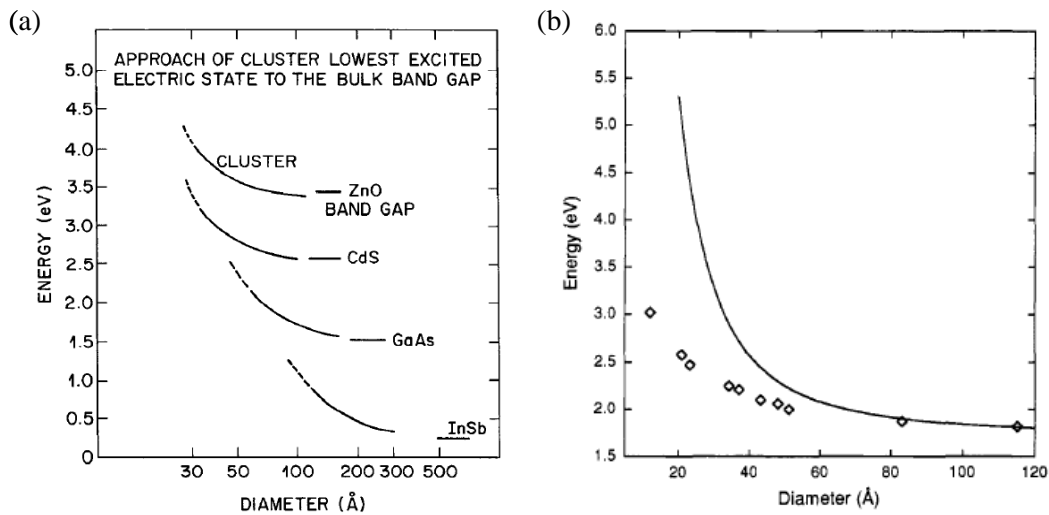 (a)
APPROACH OF CLUSTER LOWEST EXCITED
ELECTRIC STATE TO THE BULK BAND GAP
ENERGY (eV)
5.0
4.5
4.0
3.5
3.0
2.5
2.0
1.5
1.0
0.5
0
CLUSTER
ZnO
BAND GAP
CdS
GaAs
InSb
30 50 100 200 300 500
DIAMETER (Å)
(b)
Energy (eV)
6.0
5.5
5.0
4.5
4.0
3.5
3.0
2.5
2.0
1.5
20 40 60 80 100 120
Diameter (Å)